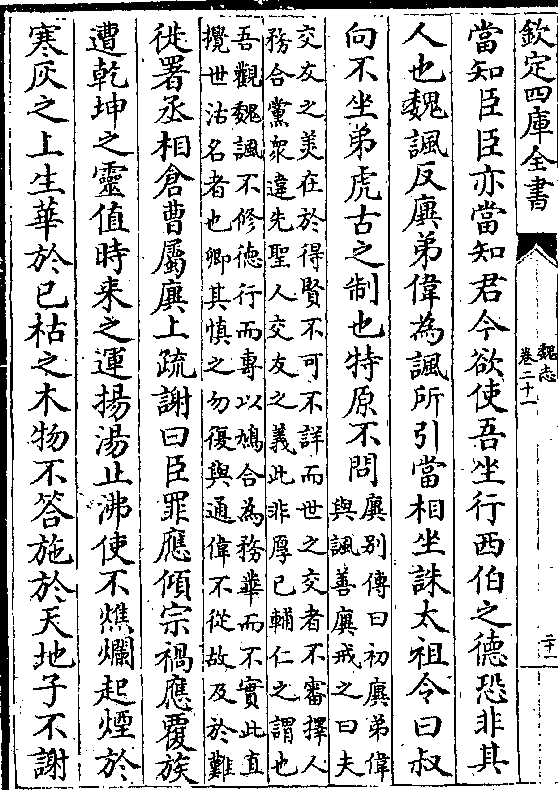 欽定四庫全書
魏志
卷二十一
當知臣臣亦當知君今欲使吾坐行西伯之德恐非其
人也魏諷反廙弟偉為諷所引當相坐誅太祖令曰叔
向不坐弟虎古之制也特原不問
廙别傳曰初廙弟偉
與諷善廙戒之曰夫
交友之美在於得賢不可不詳而世之交者不審擇人
務合黨衆違先聖人交友之義此非厚己輔仁之謂也
吾觀魏諷不修德行而專以鳩合為務華而不實此直
攪世沽名者也卿其慎之勿復與通偉不從故及於難
徙署丞相倉曹屬廙上疏謝曰臣罪應傾宗禍應覆族
遭乾坤之靈值時来之運揚湯止沸使不燋爛起煙於
寒灰之上生華於已枯之木物不答施於天地子不謝